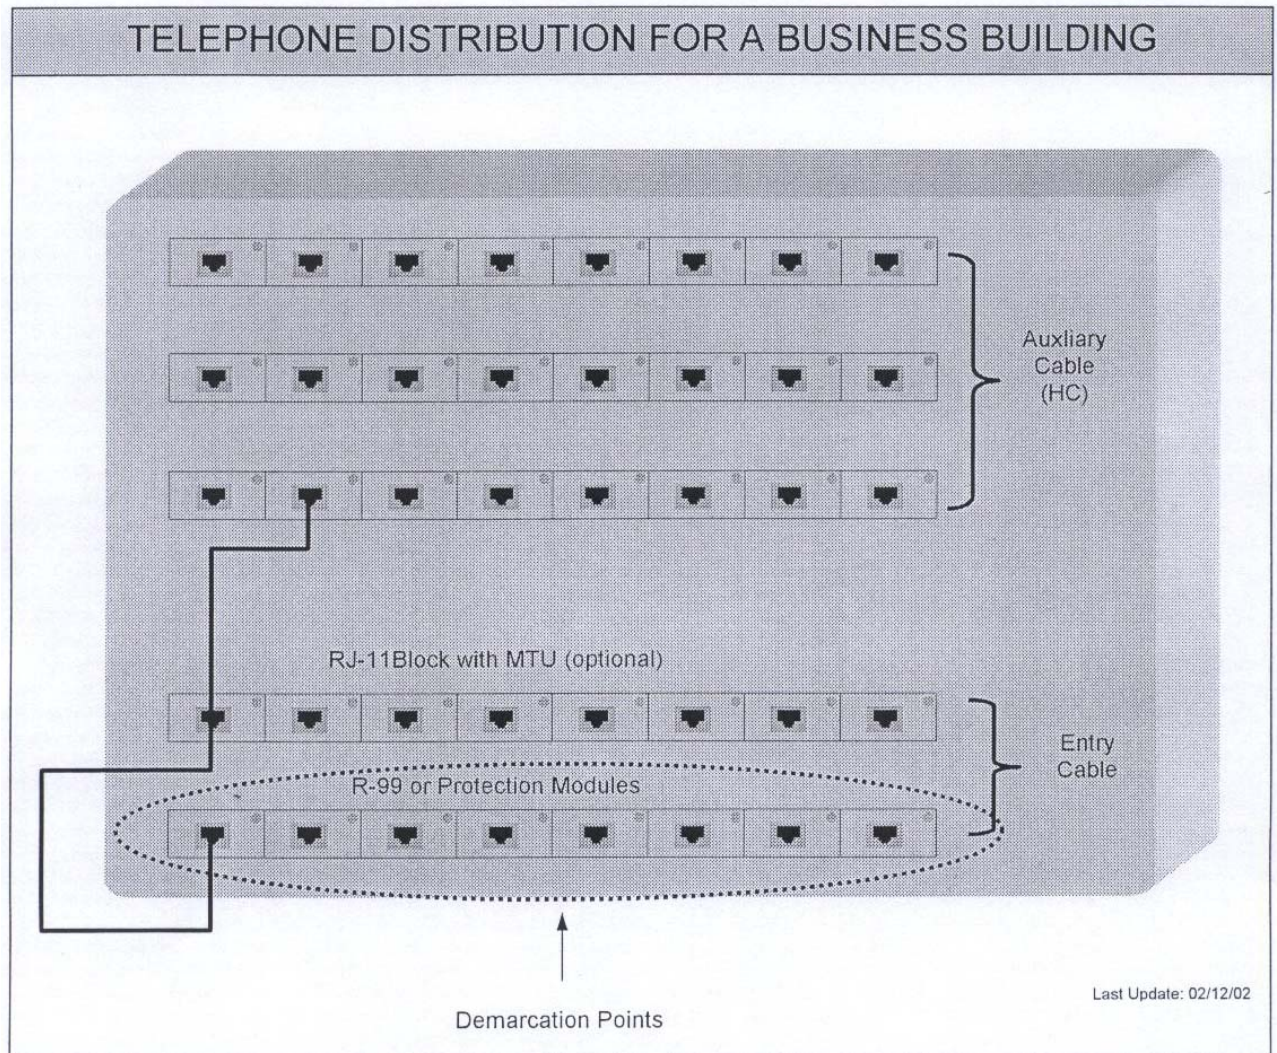 TELEPHONE DISTRIBUTION FOR A BUSINESS BUILDING
Auxliary
Cable
(HC)
RJ-11Block with MTU (optional)
Entry
Cable
R-99 or Protection Modules
Demarcation Points
Last Update: 02/12/02